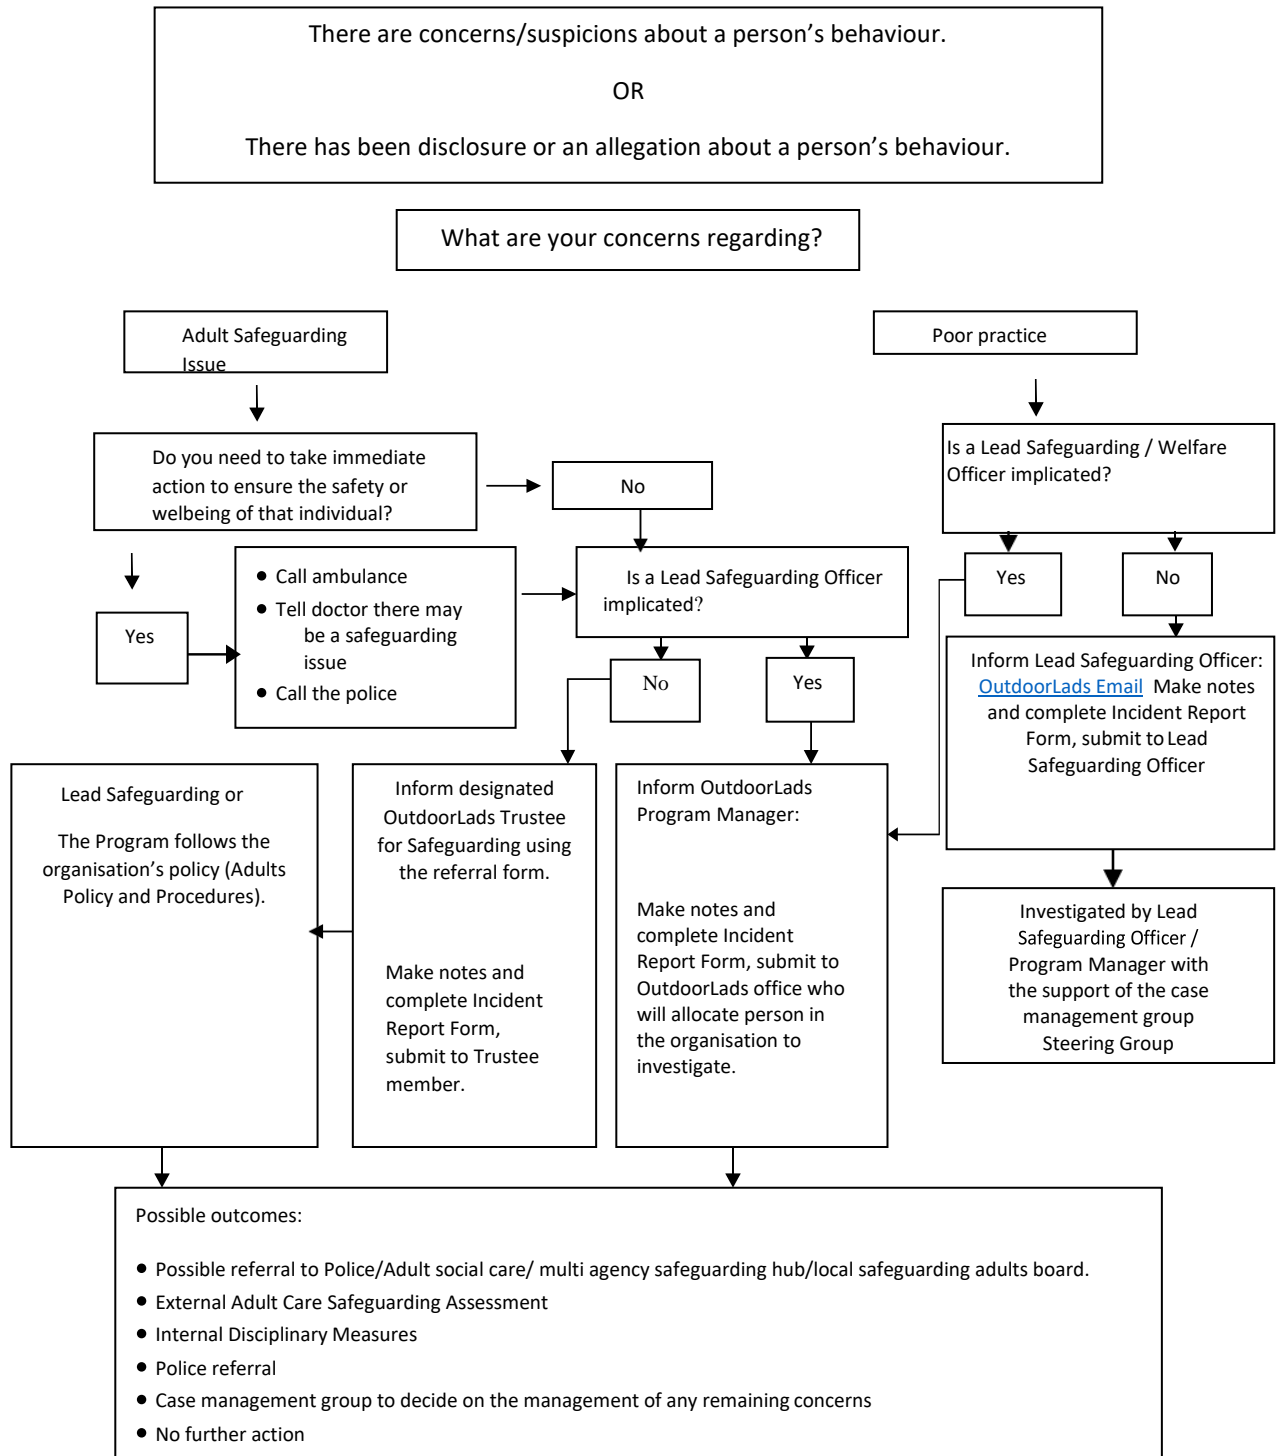 There are concerns/suspicions about a person’s behaviour.
OR
There has been disclosure or an allegation about a person’s behaviour.
What are your concerns regarding?
Adult Safeguarding
Issue
Poor practice
Do you need to take immediate
action to ensure the safety or
welbeing of that individual?
No
Is a Lead Safeguarding / Welfare
Officer implicated?
Yes
● Call ambulance
● Tell doctor there may
be a safeguarding
issue
● Call the police
Is a Lead Safeguarding Officer
implicated?
No
Yes
Yes
No
Inform Lead Safeguarding Officer:
OutdoorLads Email Make notes
and complete Incident Report
Form, submit to Lead
Safeguarding Officer
Lead Safeguarding or
The Program follows the
organisation’s policy (Adults
Policy and Procedures).
Inform designated
OutdoorLads Trustee
for Safeguarding using
the referral form.
Make notes and
complete Incident
Report Form,
submit to Trustee
member.
Inform OutdoorLads
Program Manager:
Make notes and
complete Incident
Report Form, submit to
OutdoorLads office who
will allocate person in
the organisation to
investigate.
Investigated by Lead
Safeguarding Officer /
Program Manager with
the support of the case
management group
Steering Group
Possible outcomes:
● Possible referral to Police/Adult social care/ multi agency safeguarding hub/local safeguarding adults board.
● External Adult Care Safeguarding Assessment
● Internal Disciplinary Measures
● Police referral
● Case management group to decide on the management of any remaining concerns
● No further action